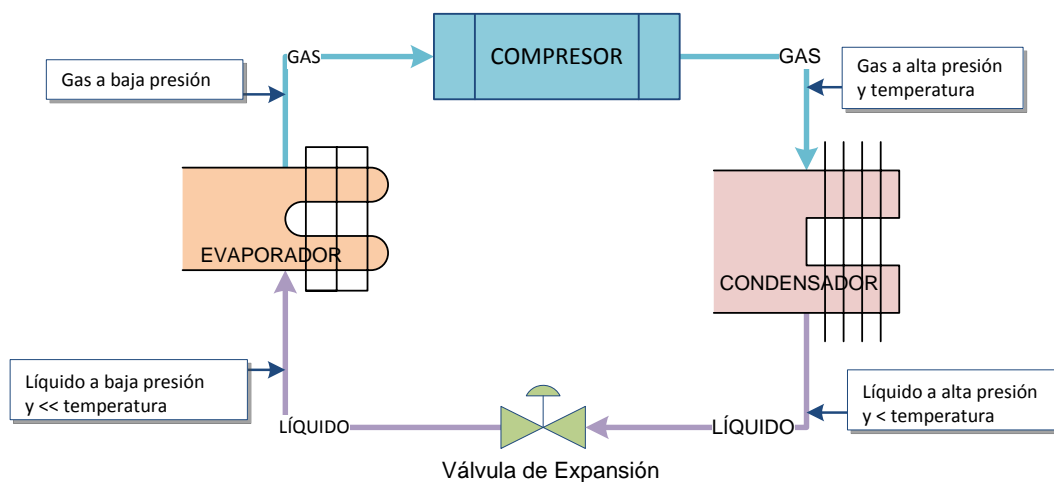 GAS
COMPRESOR
GAS
Gas a baja presión
Gas a alta presión
y temperatura
EVAPORADOR
CONDENSADOR
Líquido a baja presión
y << temperatura
Líquido a alta presión
y < temperatura
LÍQUIDO
LÍQUIDO
Válvula de Expansión